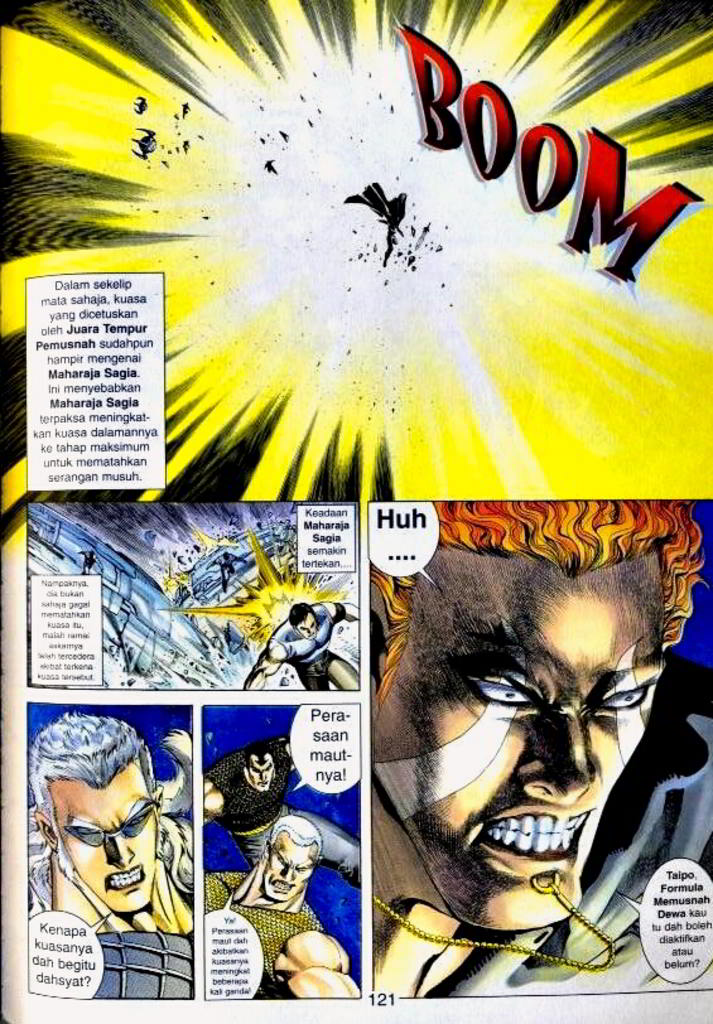 BOOM
Dalam sekelip
mata sahaja, kuasa
yang dicetuskan
oleh Juara Tempur
Pemusnah sudahpun
hampir mengenai
Maharaja Sagia.
Ini menyebabkan
Maharaja Sagia
terpaksa meningkat-
kan kuasa dalamannya
ke tahap maksimum
untuk mematahkan
serangan musuh.
Keadaan
Maharaja
Sagia
semakin
tertekan....
Nampaknya,
dia bukan
sahaja gagal
mematahkan
kuasa itu,
malah ramai
askarnya
telah tercedera
akibat terkena
kuasa tersebut.
Huh
....
Taipo,
Formula
Memusnah
Dewa kau
tu dah boleh
diaktifkan
atau
belum?
Kenapa
kuasanya
dah begitu
dahsyat?
Pera-
saan
maut-
nya!
Ya!
Perasaan
maut dah
akibatkan
kuasanya
meningkat
beberapa
kali ganda!
121